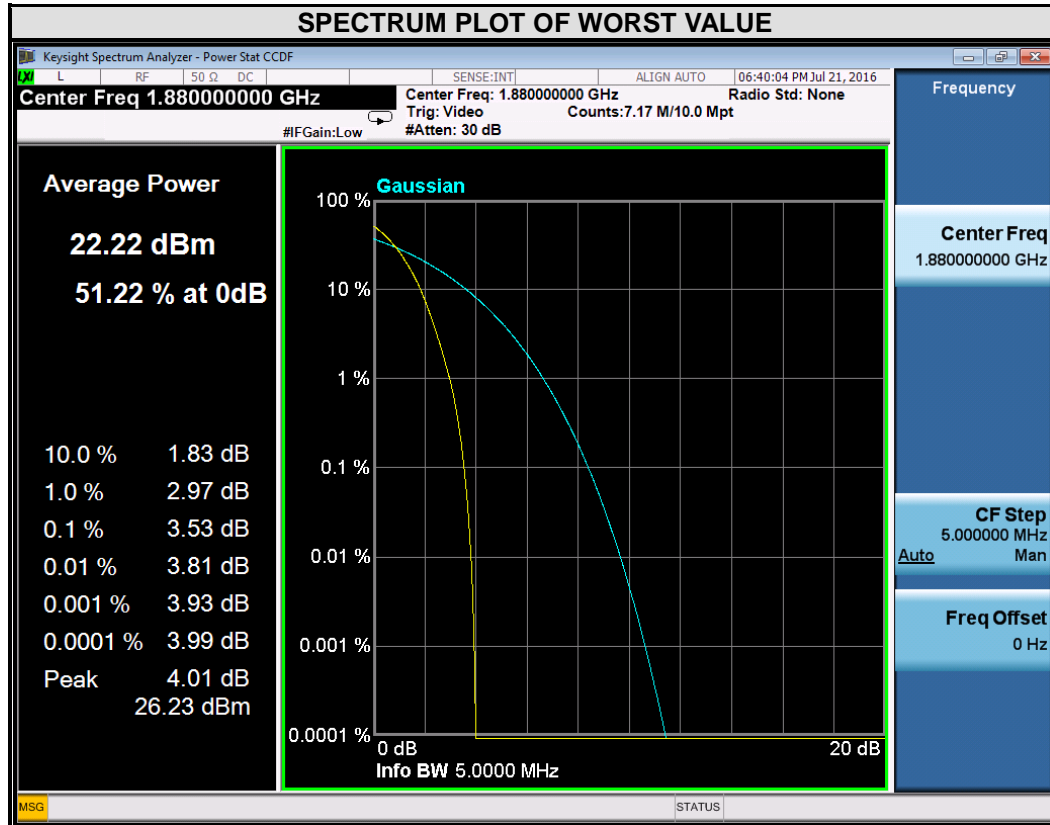 SPECTRUM PLOT OF WORST VALUE
Keysight Spectrum Analyzer - Power Stat CCDF
LXI L RF 50 Ω DC SENSE:INT ALIGN AUTO 06:40:04 PM Jul 21, 2016
Center Freq 1.880000000 GHz
Center Freq: 1.880000000 GHz Radio Std: None
Trig: Video Counts:7.17 M/10.0 Mpt
#IFGain:Low #Atten: 30 dB
Frequency
Average Power
22.22 dBm
51.22 % at 0dB
10.0 % 1.83 dB
1.0 % 2.97 dB
0.1 % 3.53 dB
0.01 % 3.81 dB
0.001 % 3.93 dB
0.0001 % 3.99 dB
Peak 4.01 dB
26.23 dBm
Gaussian
100 %
10 %
1 %
0.1 %
0.01 %
0.001 %
0.0001 %
0 dB 20 dB
Info BW 5.0000 MHz
Center Freq
1.880000000 GHz
CF Step
5.000000 MHz
Auto Man
Freq Offset
0 Hz
MSG STATUS